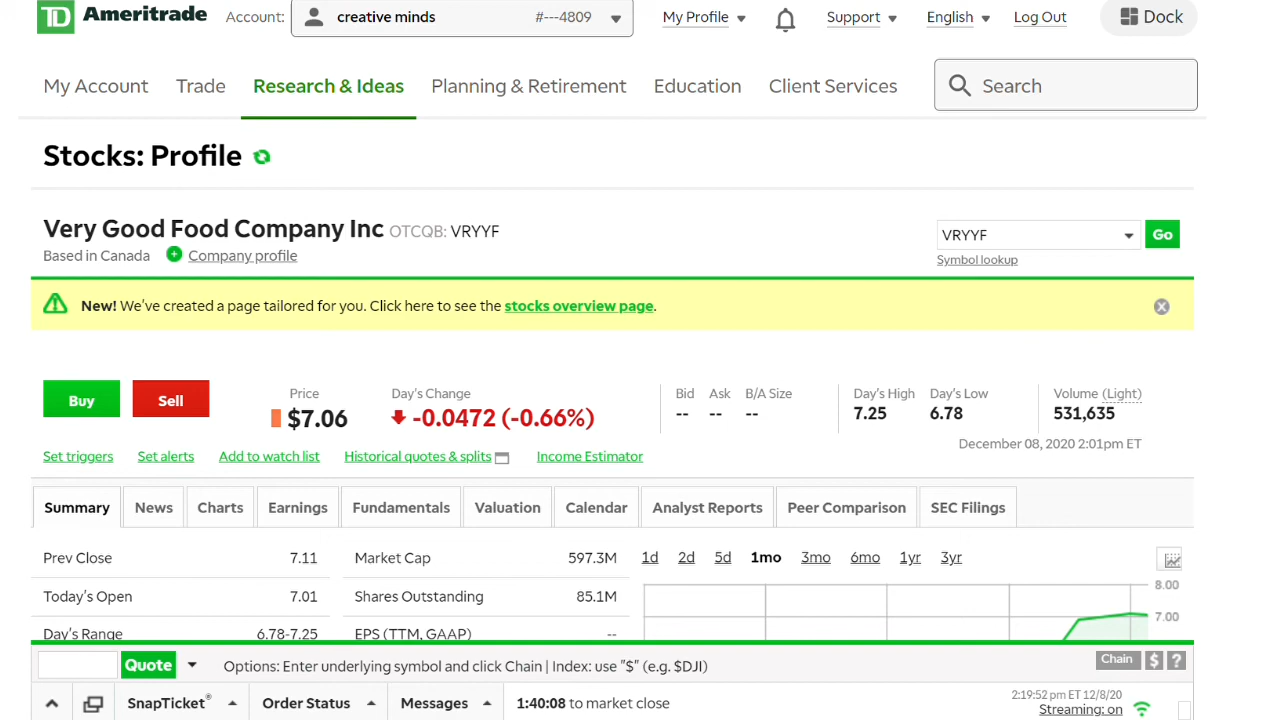 TD Ameritrade Account: creative minds #---4809 My Profile Support English Log Out Dock
My Account Trade Research & Ideas Planning & Retirement Education Client Services Search
Stocks: Profile
Very Good Food Company Inc OTCQB: VRYYF VRYYF Go
Based in Canada Company profile Symbol lookup
New! We've created a page tailored for you. Click here to see the stocks overview page.
Price Day's Change Bid Ask B/A Size Day's High Day's Low Volume (Light)
Buy Sell $7.06 -0.0472 (-0.66%) -- -- -- 7.25 6.78 531,635
December 08, 2020 2:01pm ET
Set triggers Set alerts Add to watch list Historical quotes & splits Income Estimator
Summary News Charts Earnings Fundamentals Valuation Calendar Analyst Reports Peer Comparison SEC Filings
Prev Close 7.11 Market Cap 597.3M 1d 2d 5d 1mo 3mo 6mo 1yr 3yr
8.00
Today's Open 7.01 Shares Outstanding 85.1M
7.00
Day's Range 6.78-7.25 EPS (TTM, GAAP) --
Quote Options: Enter underlying symbol and click Chain | Index: use "$" (e.g. $DJI) Chain $ ?
SnapTicket® Order Status Messages 1:40:08 to market close 2:19:52 pm ET 12/8/20
Streaming: on